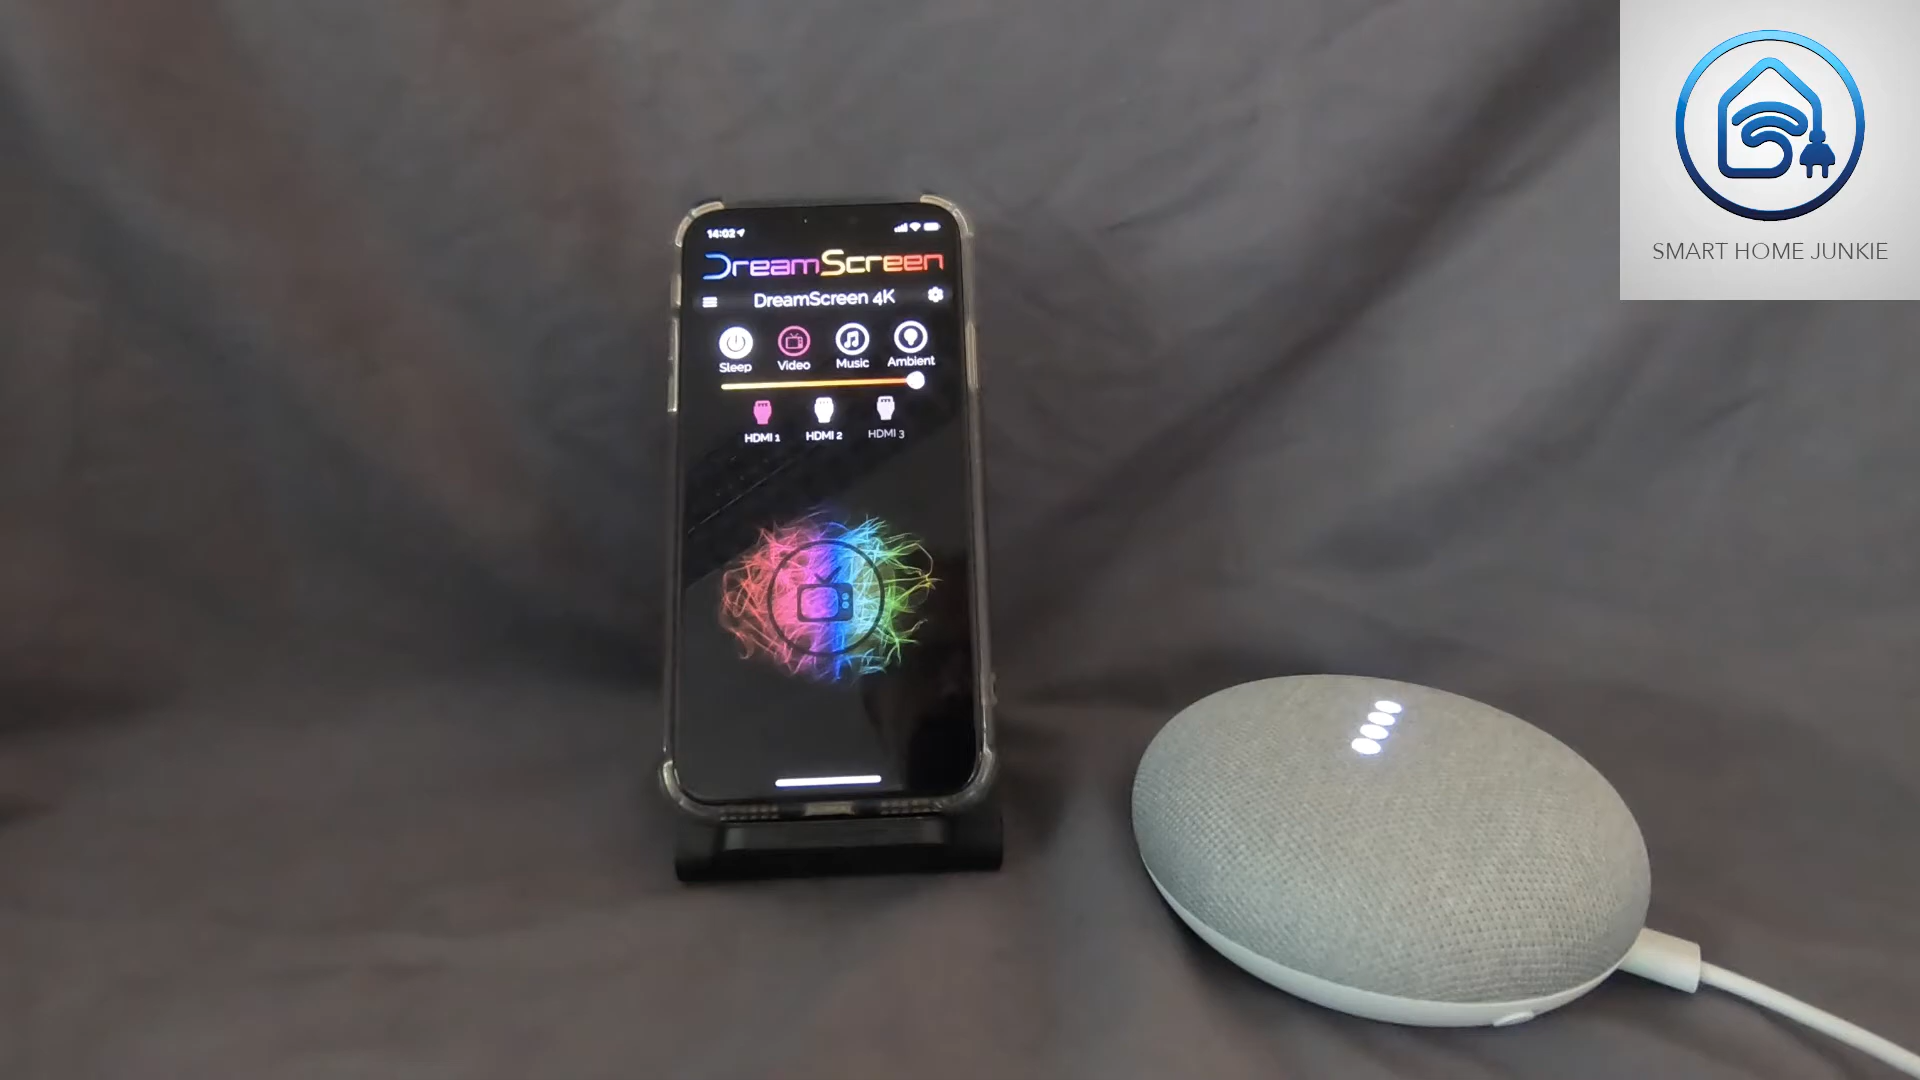 14:02
DreamScreen
DreamScreen 4K
Sleep
Video
Music
Ambient
HDMI 1
HDMI 2
HDMI 3
SMART HOME JUNKIE